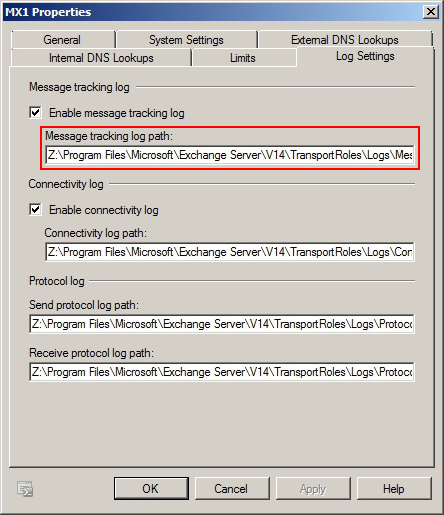 MX1 Properties
General
System Settings
External DNS Lookups
Internal DNS Lookups
Limits
Log Settings
Message tracking log
Enable message tracking log
Message tracking log path:
Z:\Program Files\Microsoft\Exchange Server\V14\TransportRoles\Logs\Mes
Connectivity log
Enable connectivity log
Connectivity log path:
Z:\Program Files\Microsoft\Exchange Server\V14\TransportRoles\Logs\Con
Protocol log
Send protocol log path:
Z:\Program Files\Microsoft\Exchange Server\V14\TransportRoles\Logs\Protoco
Receive protocol log path:
Z:\Program Files\Microsoft\Exchange Server\V14\TransportRoles\Logs\Protoco
OK
Cancel
Apply
Help